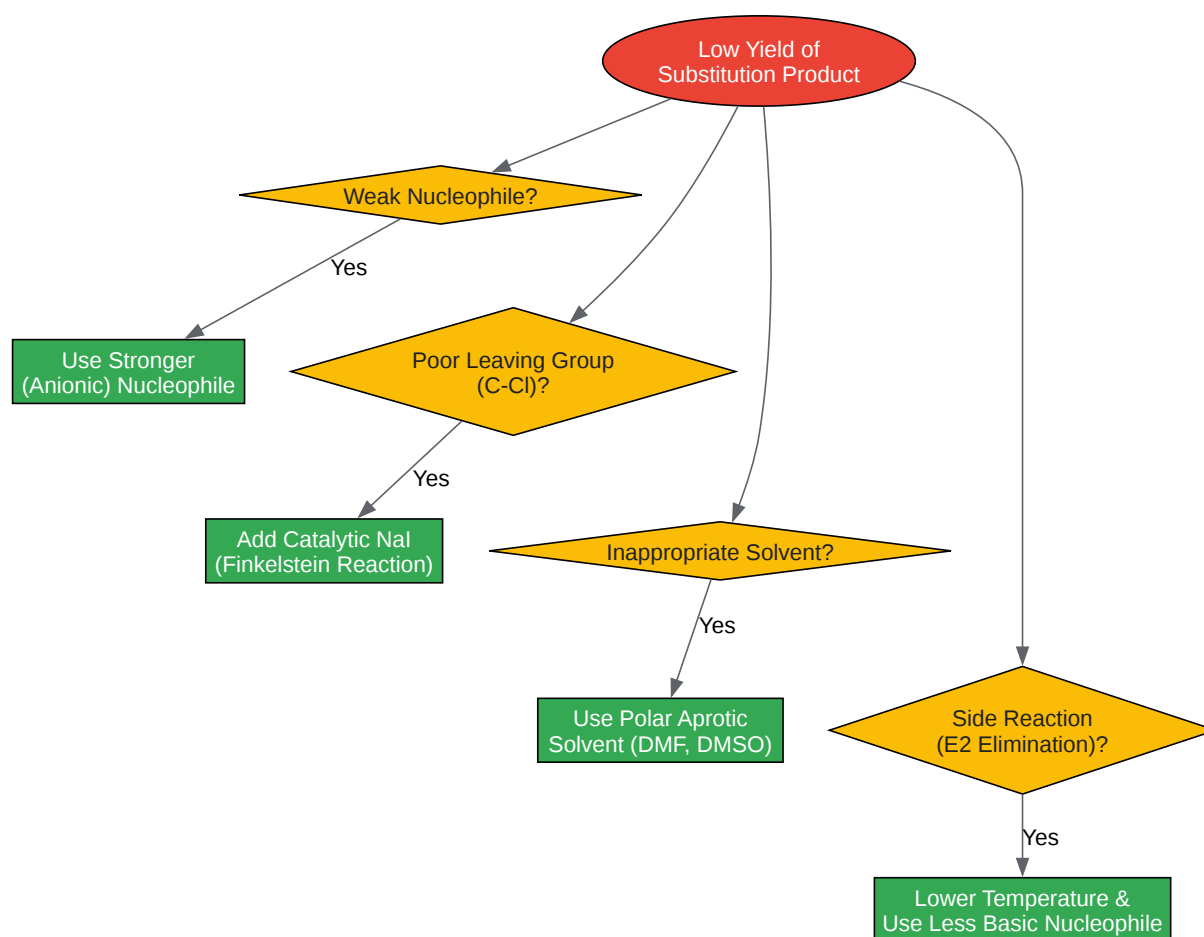 Low Yield of
Substitution Product
Weak Nucleophile?
Yes
Use Stronger
(Anionic) Nucleophile
Poor Leaving Group
(C-Cl)?
Yes
Add Catalytic NaI
(Finkelstein Reaction)
Inappropriate Solvent?
Yes
Use Polar Aprotic
Solvent (DMF, DMSO)
Side Reaction
(E2 Elimination)?
Yes
Lower Temperature &
Use Less Basic Nucleophile